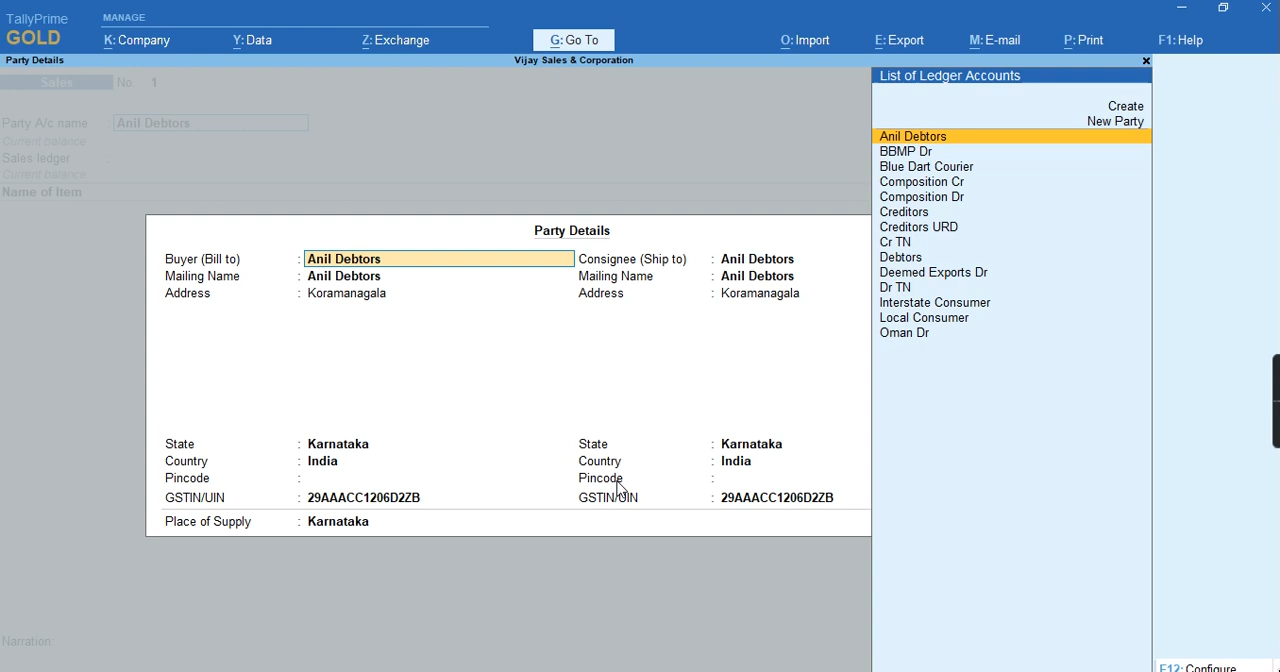 TallyPrime
GOLD
MANAGE
K: Company
Y: Data
Z: Exchange
G: Go To
O: Import
E: Export
M: E-mail
P: Print
F1: Help
Party Details
Vijay Sales & Corporation
Sales No. 1
Party A/c name : Anil Debtors
Current balance
Sales ledger
Current balance
Name of Item
Party Details
Buyer (Bill to) : Anil Debtors
Mailing Name : Anil Debtors
Address : Koramanagala
State : Karnataka
Country : India
Pincode :
GSTIN/UIN : 29AAACC1206D2ZB
Place of Supply : Karnataka
Consignee (Ship to) : Anil Debtors
Mailing Name : Anil Debtors
Address : Koramanagala
State : Karnataka
Country : India
Pincode :
GSTIN/UIN : 29AAACC1206D2ZB
Narration:
List of Ledger Accounts
Create
New Party
Anil Debtors
BBMP Dr
Blue Dart Courier
Composition Cr
Composition Dr
Creditors
Creditors URD
Cr TN
Debtors
Deemed Exports Dr
Dr TN
Interstate Consumer
Local Consumer
Oman Dr
F12: Configure